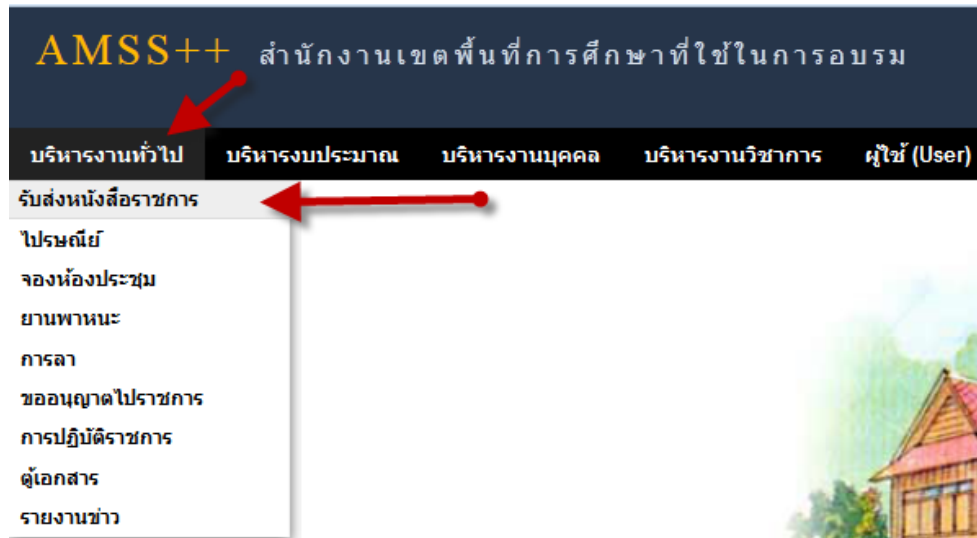 AMSS++ สำนักงานเขตพื้นที่การศึกษาที่ใช้ในการอบรม
บริหารงานทั่วไป บริหารงบประมาณ บริหารงานบุคคล บริหารงานวิชาการ ผู้ใช้ (User)
รับส่งหนังสือราชการ
ไปรษณีย์
จองห้องประชุม
ยานพาหนะ
การลา
ขออนุญาตไปราชการ
การปฏิบัติราชการ
ตู้เอกสาร
รายงานข่าว